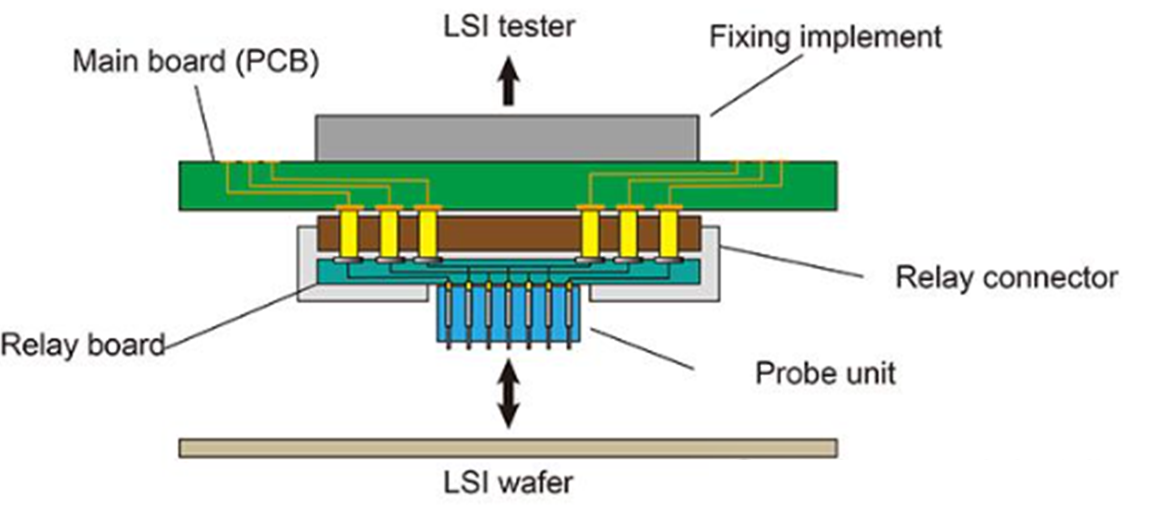 LSI tester
Fixing implement
Main board (PCB)
Relay connector
Relay board
Probe unit
LSI wafer